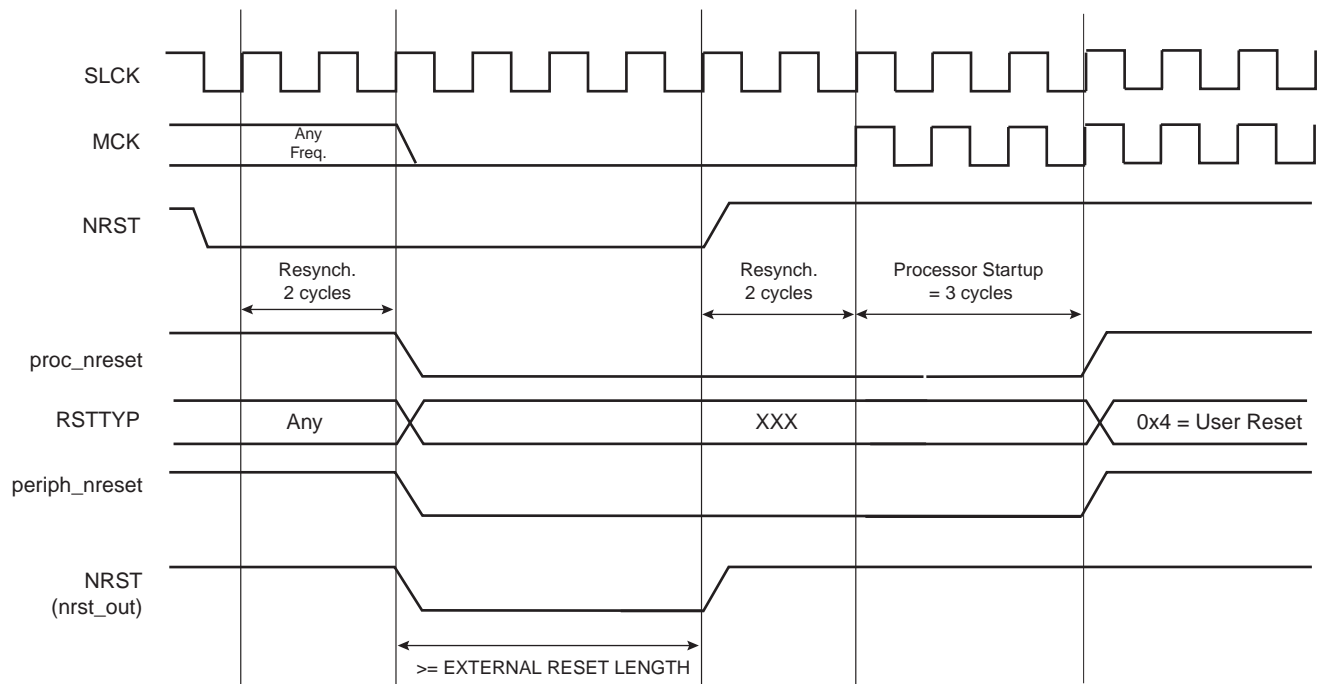 SLCK
MCK
Any
Freq.
NRST
Resynch.
2 cycles
Resynch.
2 cycles
Processor Startup
= 3 cycles
proc_nreset
RSTTYP
Any
XXX
0x4 = User Reset
periph_nreset
NRST
(nrst_out)
>= EXTERNAL RESET LENGTH